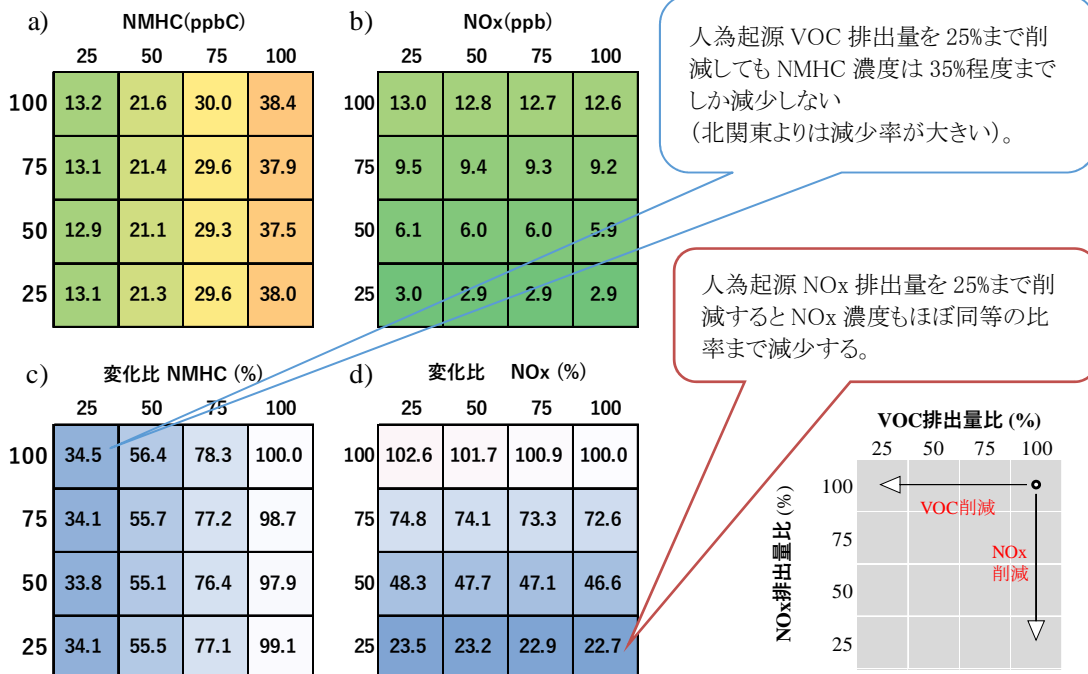 a) NMHC(ppbC)
25 50 75 100
100 13.2 21.6 30.0 38.4
75 13.1 21.4 29.6 37.9
50 12.9 21.1 29.3 37.5
25 13.1 21.3 29.6 38.0
b) NOx(ppb)
25 50 75 100
100 13.0 12.8 12.7 12.6
75 9.5 9.4 9.3 9.2
50 6.1 6.0 6.0 5.9
25 3.0 2.9 2.9 2.9
人為起源 VOC 排出量を 25%まで削
減しても NMHC 濃度は 35%程度まで
しか減少しない
(北関東よりは減少率が大きい)。
人為起源 NOx 排出量を 25%まで削
減すると NOx 濃度もほぼ同等の比
率まで減少する。
c) 変化比 NMHC (%)
25 50 75 100
100 34.5 56.4 78.3 100.0
75 34.1 55.7 77.2 98.7
50 33.8 55.1 76.4 97.9
25 34.1 55.5 77.1 99.1
d) 変化比 NOx (%)
25 50 75 100
100 102.6 101.7 100.9 100.0
75 74.8 74.1 73.3 72.6
50 48.3 47.7 47.1 46.6
25 23.5 23.2 22.9 22.7
VOC排出量比 (%)
25 50 75 100
NOx排出量比 (%)
100
75
50
25
VOC削減
NOx
削減